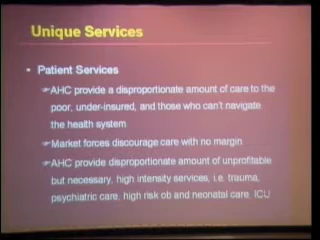 Unique Services
• Patient Services
☞AHC provide a disproportionate amount of care to the
poor, under-insured, and those who can't navigate
the health system
☞Market forces discourage care with no margin
☞AHC provide disproportionate amount of unprofitable
but necessary, high intensity services, i.e. trauma,
psychiatric care, high risk ob and neonatal care, ICU